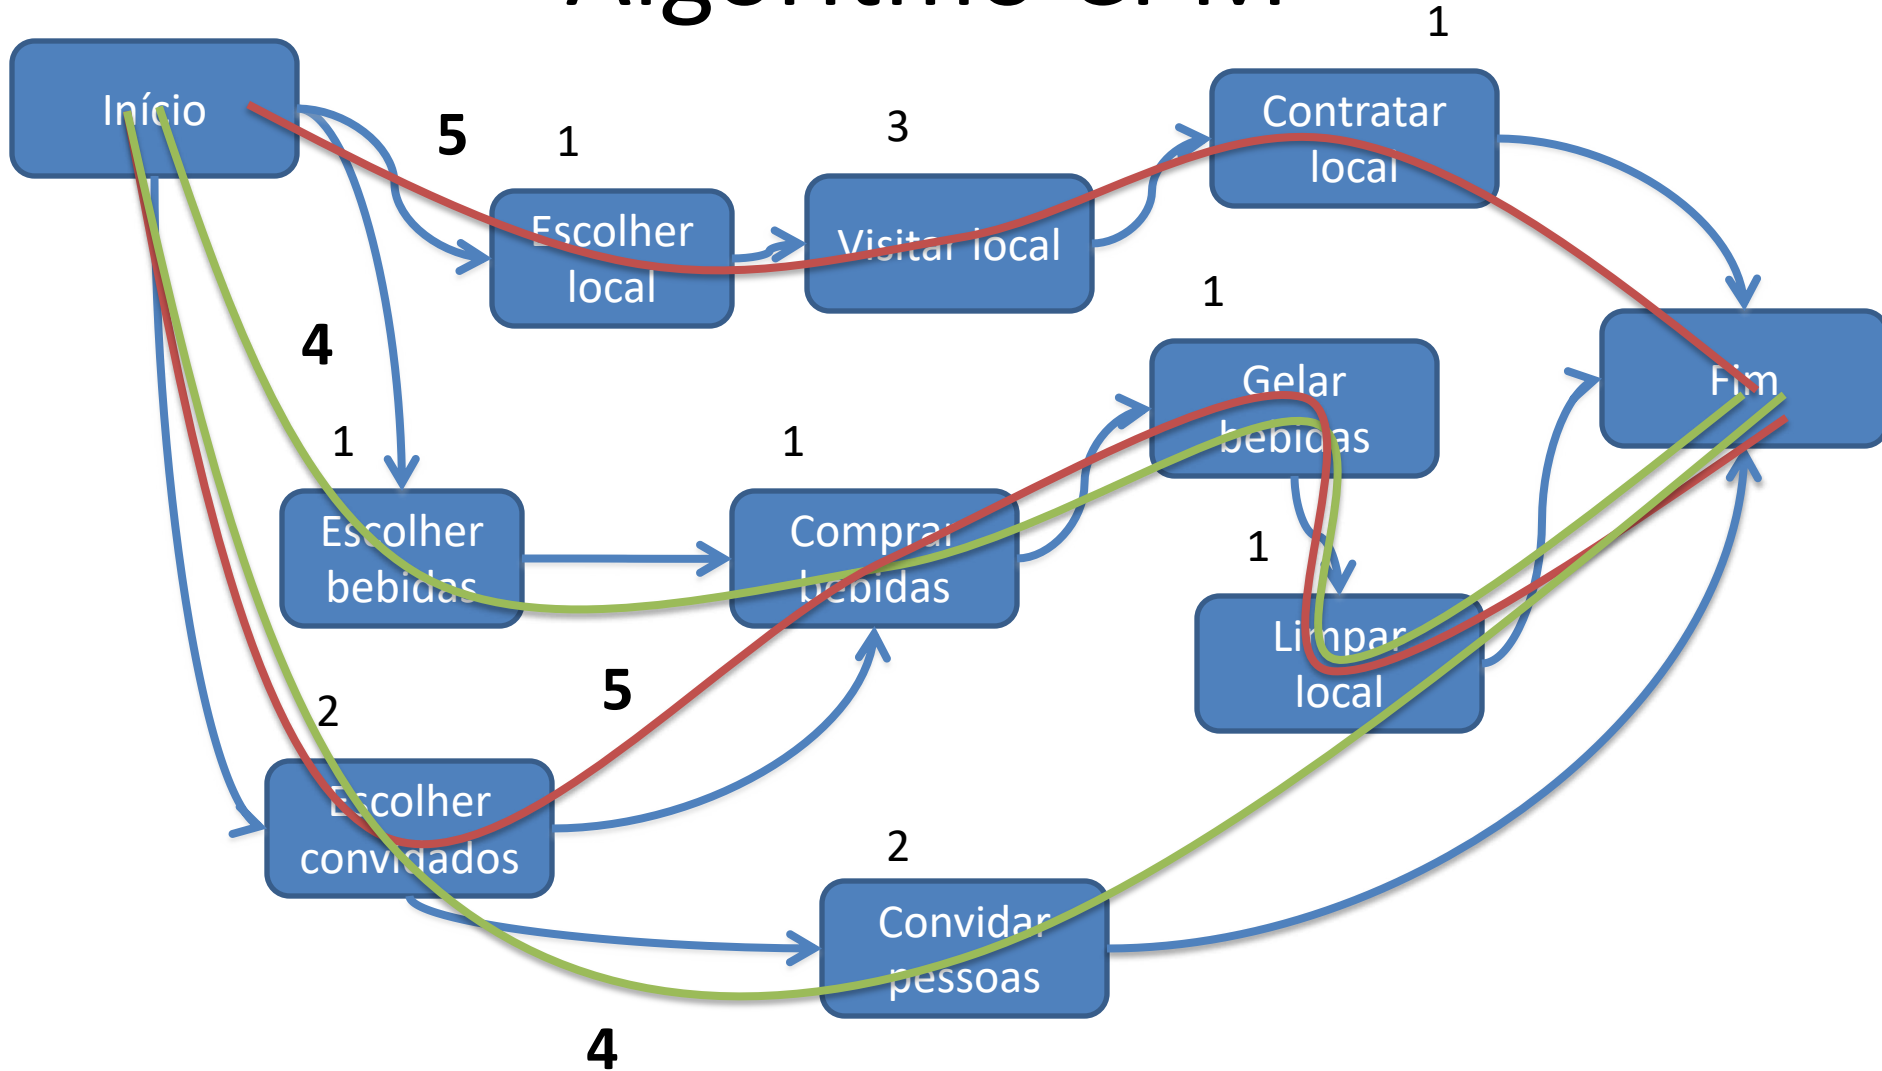 1
Início
5
1
3
Contratar
local
Escolher
local
Visitar local
4
1
Gelar
bebidas
Fim
1
1
Escolher
bebidas
Comprar
bebidas
1
Limpar
local
5
2
Escolher
convidados
2
Convidar
pessoas
4